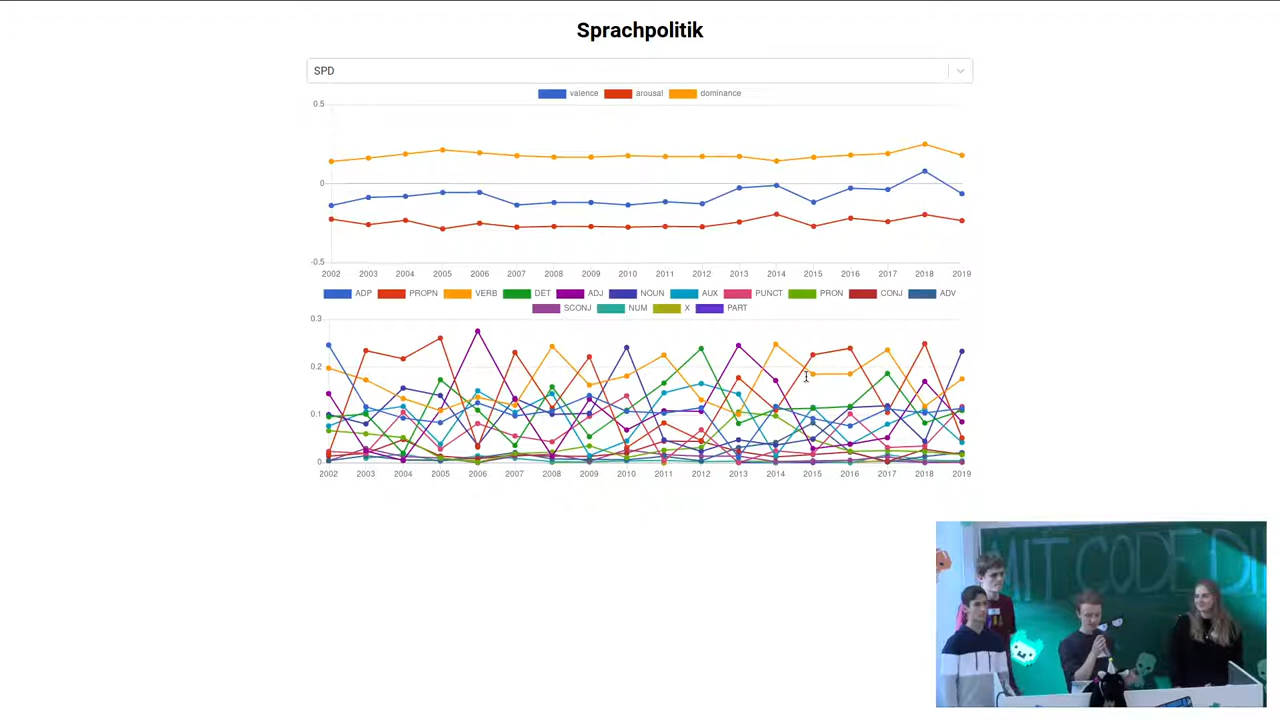 Sprachpolitik
SPD
valence arousal dominance
0.5
0
-0.5
2002 2003 2004 2005 2006 2007 2008 2009 2010 2011 2012 2013 2014 2015 2016 2017 2018 2019
ADP PROPN VERB DET ADJ NOUN AUX PUNCT PRON CONJ ADV
SCONJ NUM X PART
0.3
0.2
0.1
0
2002 2003 2004 2005 2006 2007 2008 2009 2010 2011 2012 2013 2014 2015 2016 2017 2018 2019
MIT CODE DI